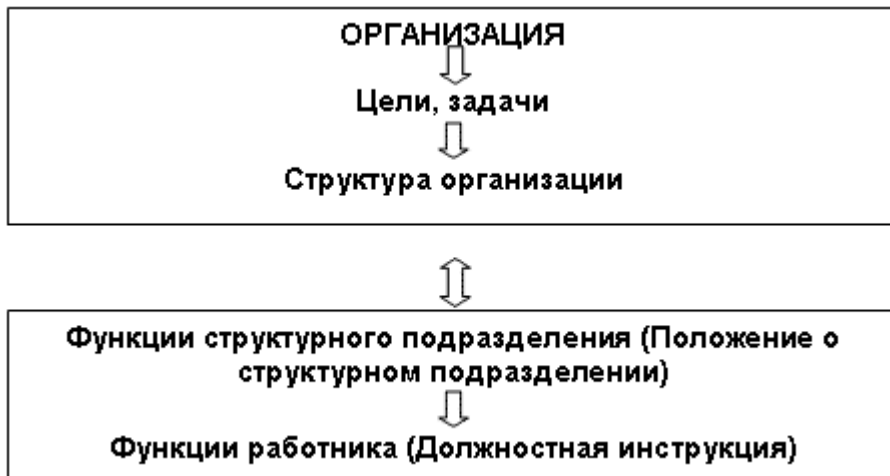 ОРГАНИЗАЦИЯ
Цели, задачи
Структура организации
Функции структурного подразделения (Положение о
структурном подразделении)
Функции работника (Должностная инструкция)